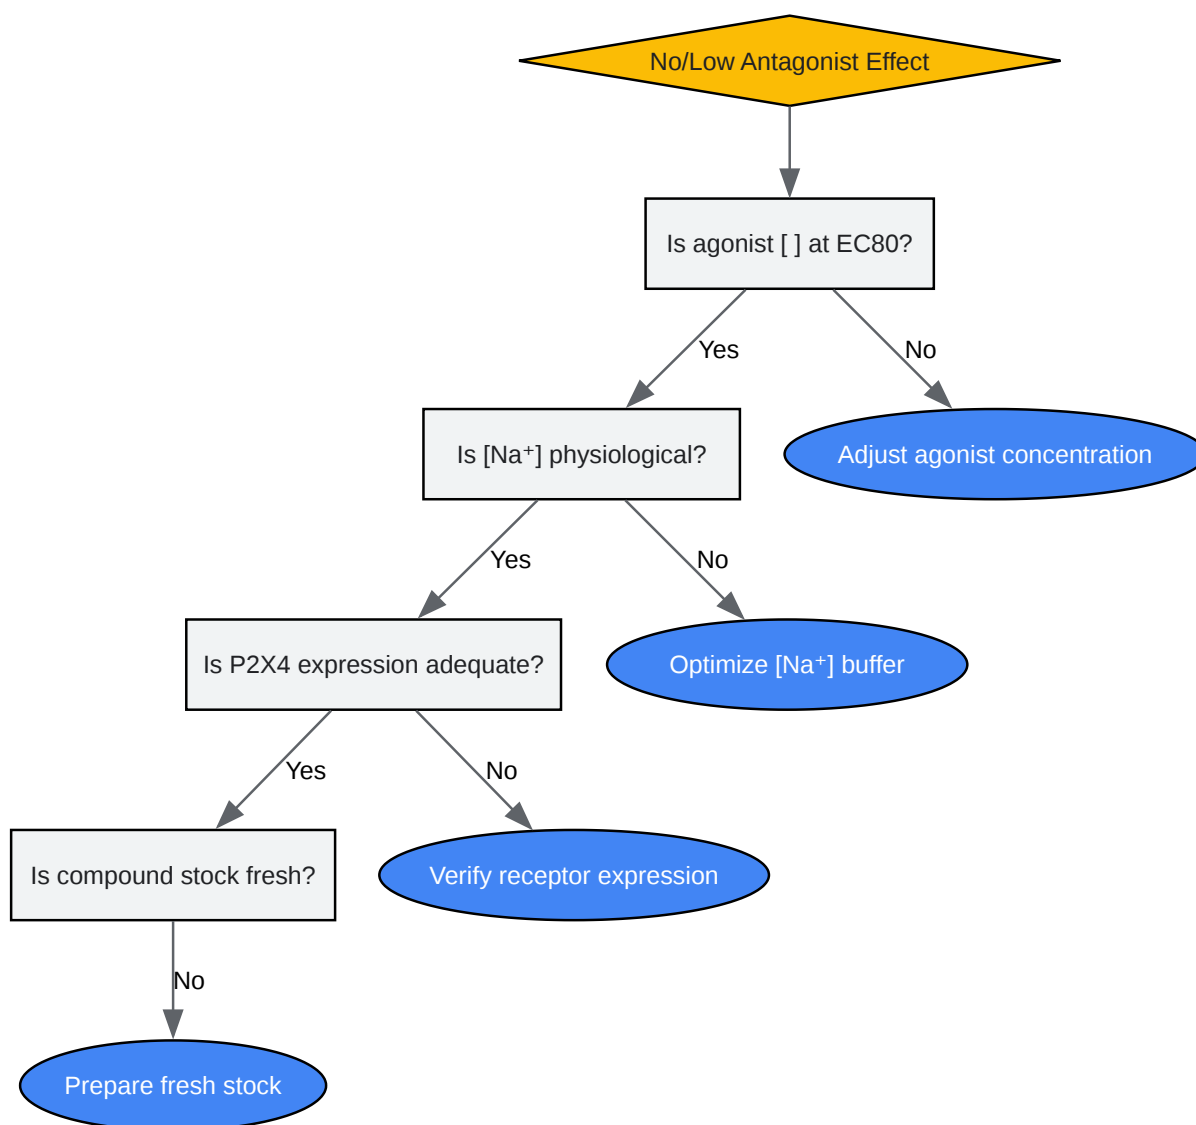 No/Low Antagonist Effect
Is agonist [ ] at EC80?
Yes
No
Is [Na⁺] physiological?
Adjust agonist concentration
Yes
No
Is P2X4 expression adequate?
Optimize [Na⁺] buffer
Yes
No
Is compound stock fresh?
Verify receptor expression
No
Prepare fresh stock